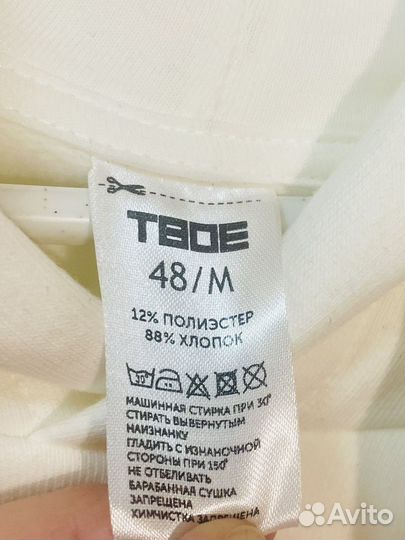 ТВОЕ
48/M
12% ПОЛИЭСТЕР
88% ХЛОПОК
30°
МАШИННАЯ СТИРКА ПРИ 30°
СТИРАТЬ ВЫВЕРНУТЫМ
НАИЗНАНКУ
ГЛАДИТЬ С ИЗНАНОЧНОЙ
СТОРОНЫ ПРИ 150°
НЕ ОТБЕЛИВАТЬ
БАРАБАННАЯ СУШКА
ЗАПРЕЩЕНА
ХИМЧИСТКА ЗАПРЕЩЕНА
Avito